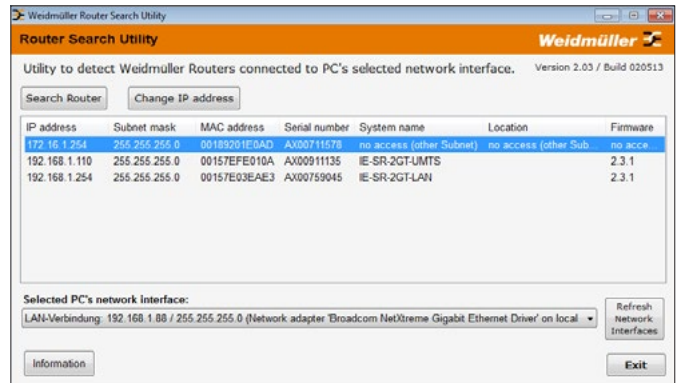 Weidmüller Router Search Utility
Router Search Utility
Weidmüller
Utility to detect Weidmüller Routers connected to PC's selected network interface.
Version 2.03 / Build 020513
Search Router
Change IP address
IP address Subnet mask MAC address Serial number System name Location Firmware
172.16.1.254 255.255.255.0 00189201E0AD AX00711578 no access (other Subnet) no access (other Sub... no acce...
192.168.1.110 255.255.255.0 00157EFE010A AX00911135 IE-SR-2GT-UMTS 2.3.1
192.168.1.254 255.255.255.0 00157E03EAE3 AX00759045 IE-SR-2GT-LAN 2.3.1
Selected PC's network interface:
LAN-Verbindung: 192.168.1.88 / 255.255.255.0 (Network adapter 'Broadcom NetXtreme Gigabit Ethernet Driver' on local
Refresh
Network
Interfaces
Information
Exit